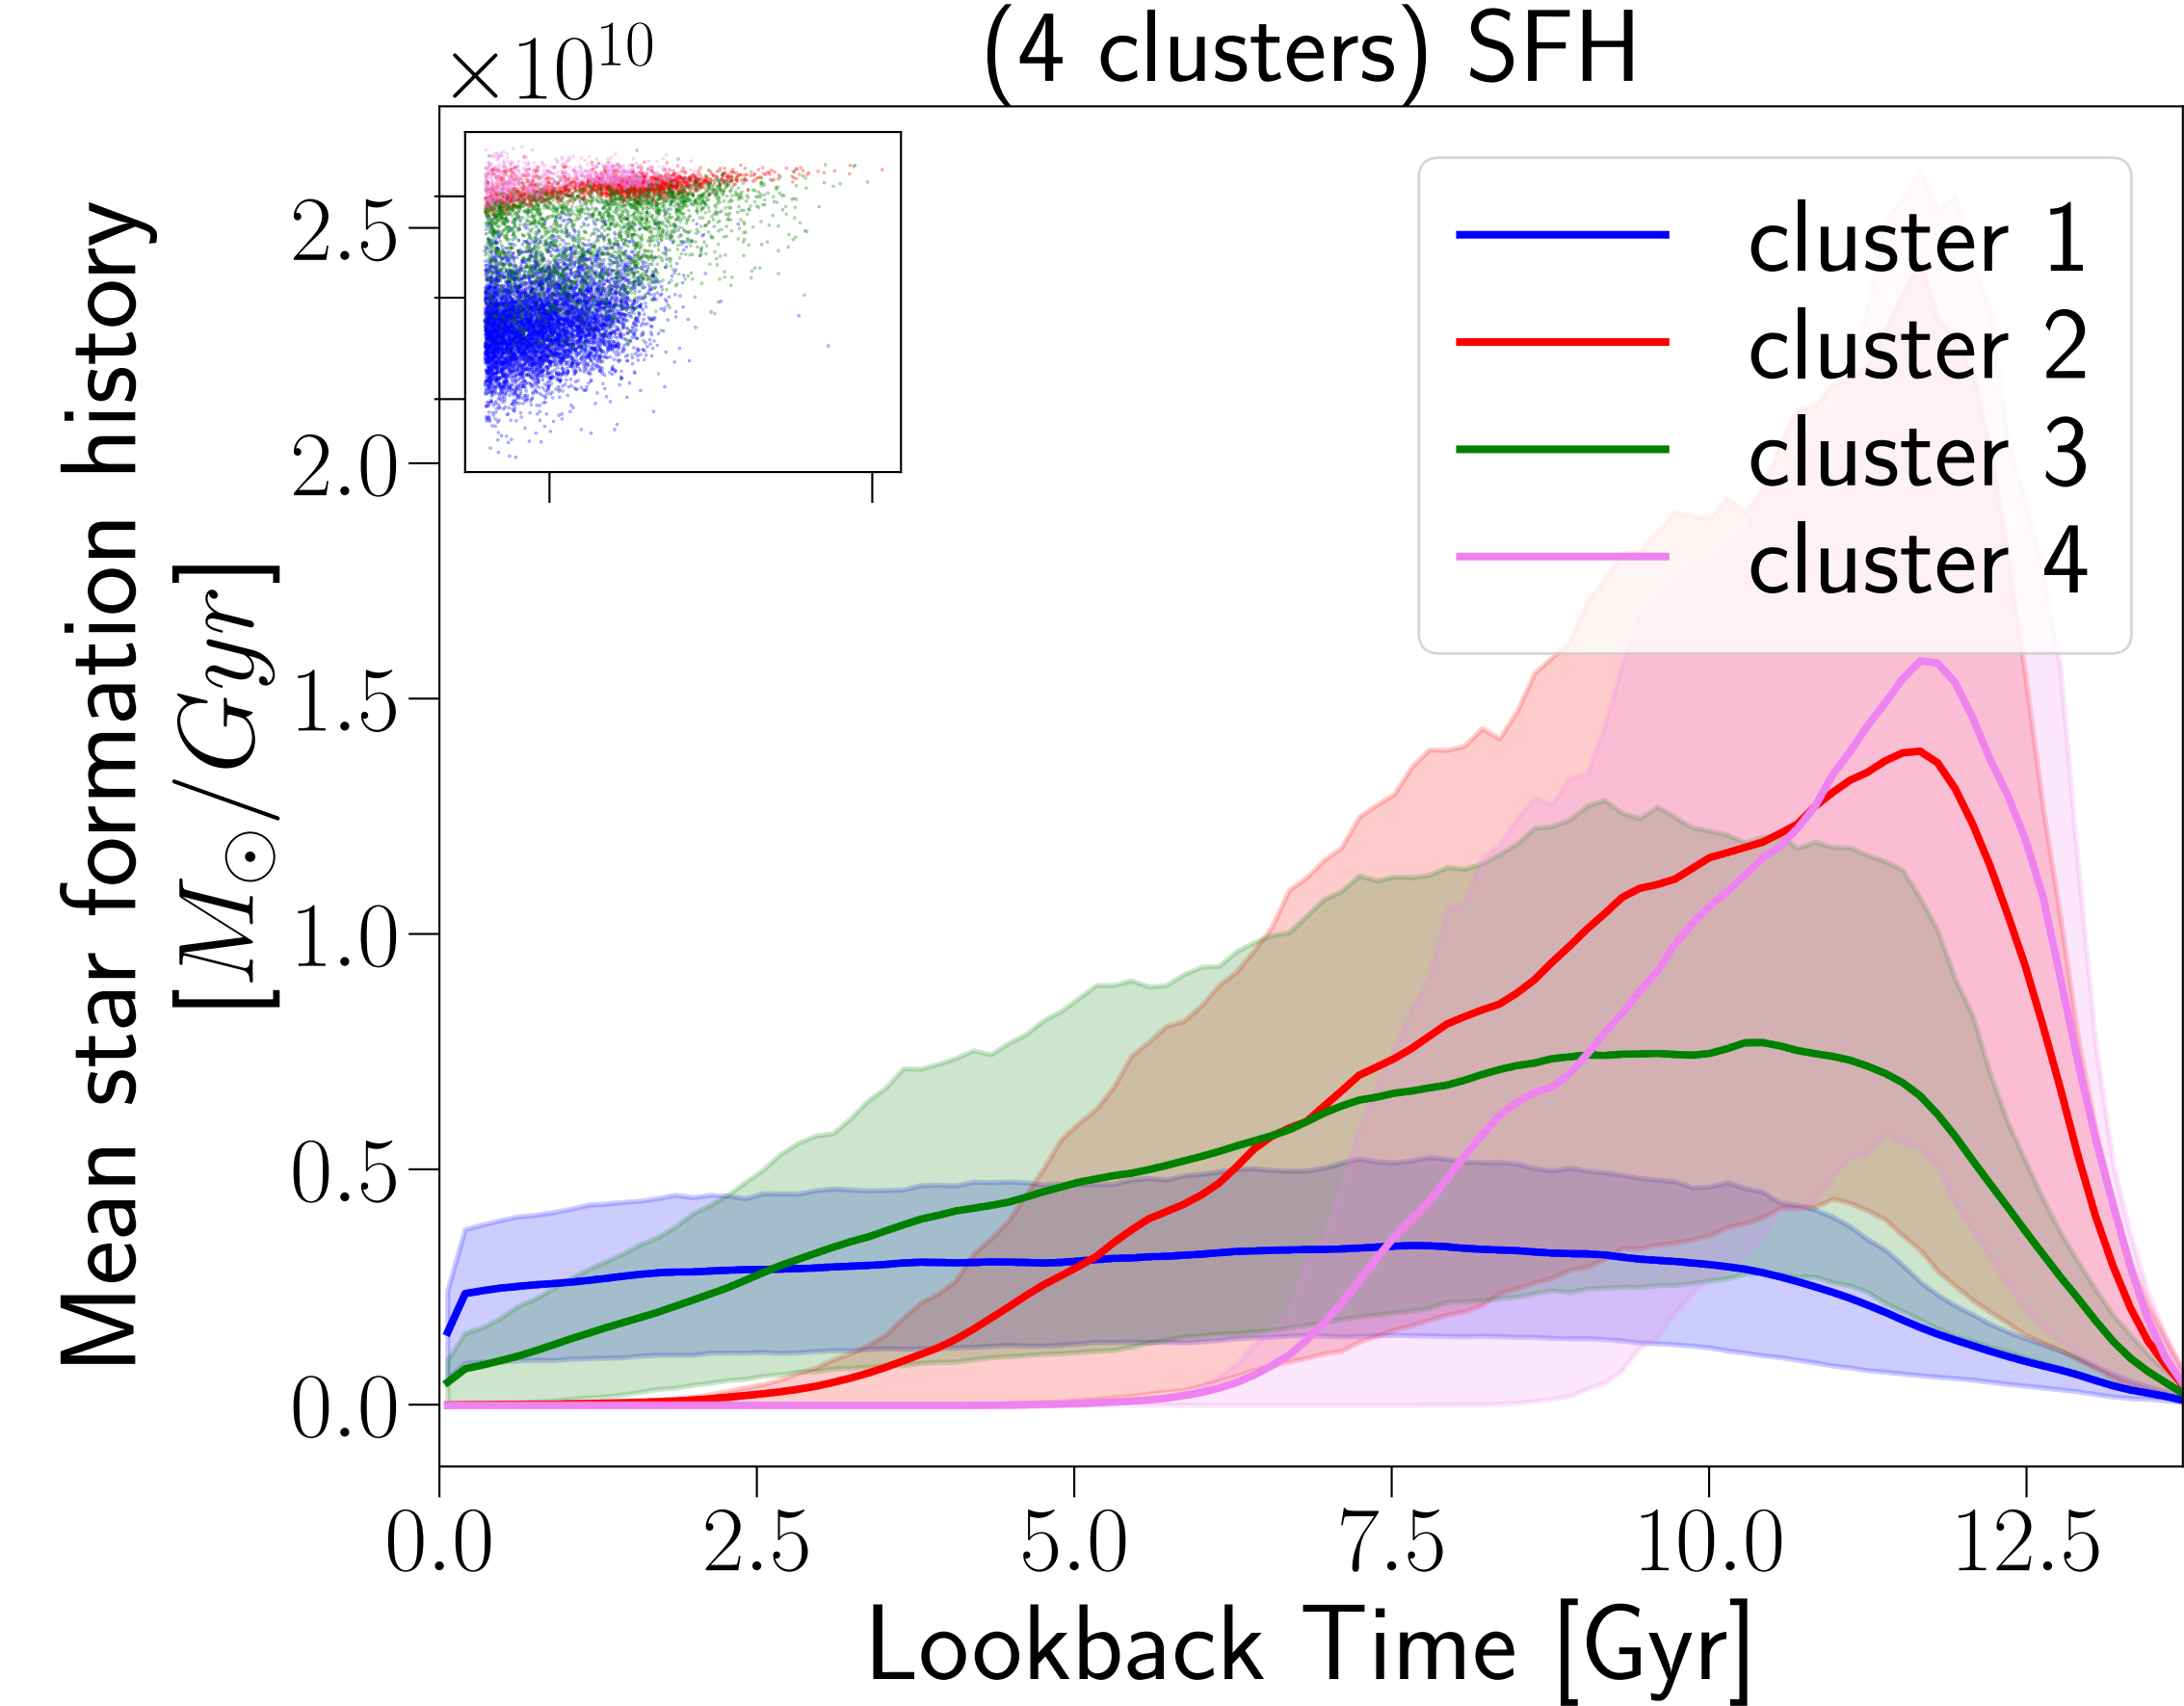 (4 clusters) SFH
×10¹⁰
Mean star formation history
[M⊙/Gyr]
2.5
2.0
1.5
1.0
0.5
0.0
cluster 1
cluster 2
cluster 3
cluster 4
0.0 2.5 5.0 7.5 10.0 12.5
Lookback Time [Gyr]